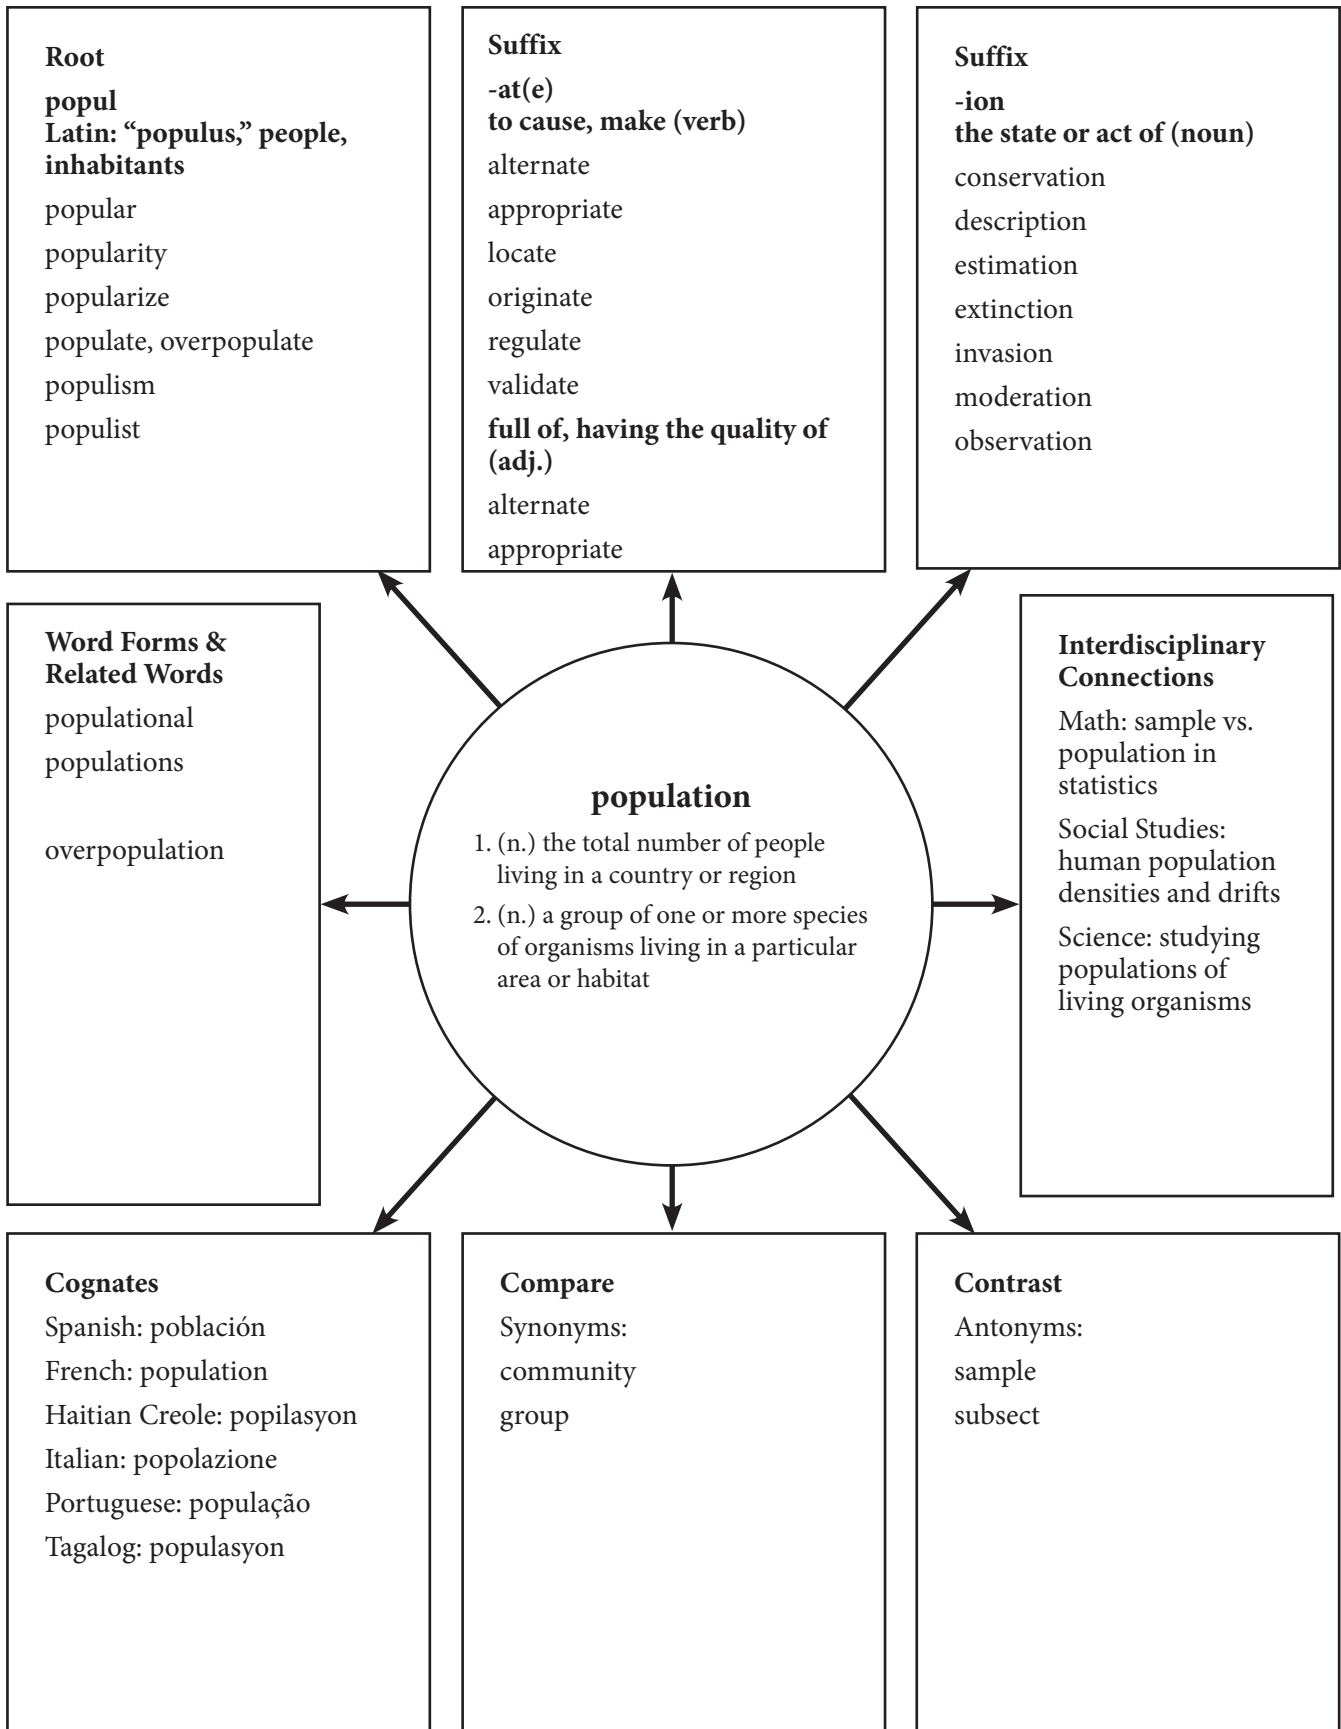 Root
popul
Latin: “populus,” people,
inhabitants
popular
popularity
popularize
populate, overpopulate
populism
populist
Suffix
-at(e)
to cause, make (verb)
alternate
appropriate
locate
originate
regulate
validate
full of, having the quality of
(adj.)
alternate
appropriate
Suffix
-ion
the state or act of (noun)
conservation
description
estimation
extinction
invasion
moderation
observation
Word Forms &
Related Words
populational
populations
overpopulation
population
1. (n.) the total number of people
living in a country or region
2. (n.) a group of one or more species
of organisms living in a particular
area or habitat
Interdisciplinary
Connections
Math: sample vs.
population in
statistics
Social Studies:
human population
densities and drifts
Science: studying
populations of
living organisms
Cognates
Spanish: población
French: population
Haitian Creole: popilasyon
Italian: popolazione
Portuguese: população
Tagalog: populasyon
Compare
Synonyms:
community
group
Contrast
Antonyms:
sample
subsect